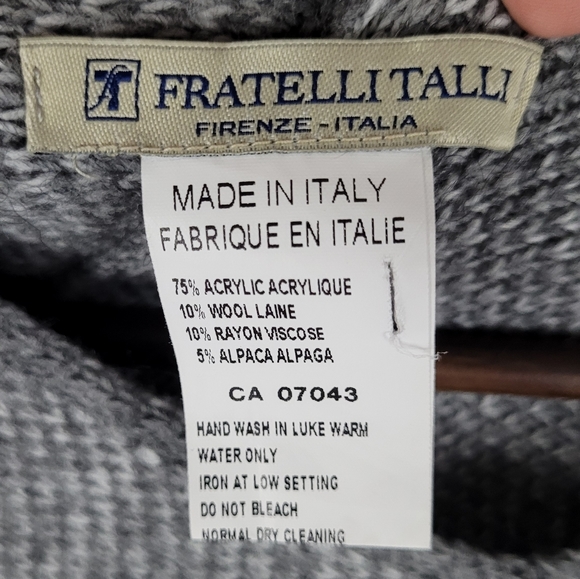 FRATELLI TALLI
FIRENZE - ITALIA
MADE IN ITALY
FABRIQUE EN ITALiE
75% ACRYLIC ACRYLIQUE
10% WOOL LAINE
10% RAYON VISCOSE
5% ALPACA ALPAGA
CA 07043
HAND WASH IN LUKE WARM
WATER ONLY
IRON AT LOW SETTING
DO NOT BLEACH
NORMAL DRY CLEANING